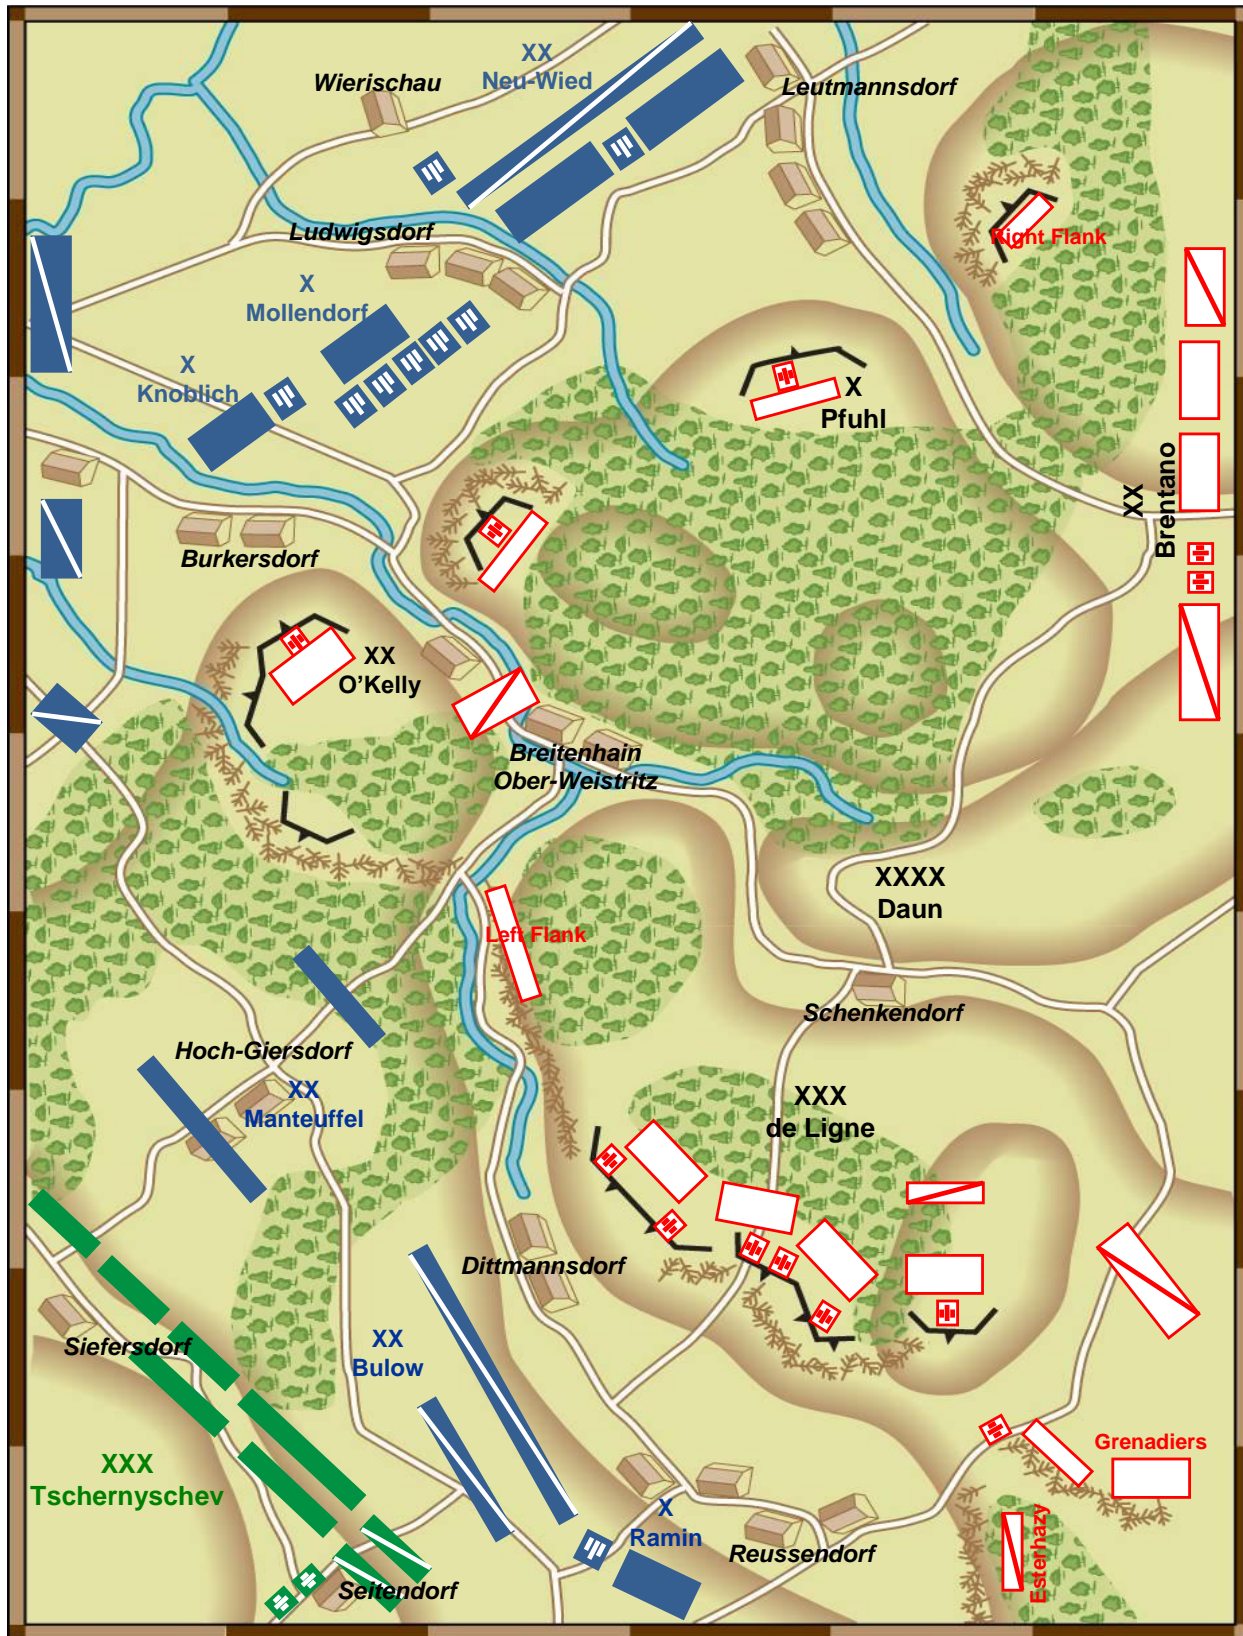 XX
Neu-Wied
Wierischau
Leutmannsdorf
Ludwigsdorf
Right Flank
X
Mollendorf
X
Knoblich
X
Pfuhl
XX
Brentano
Burkersdorf
XX
O'Kelly
Breitenhain
Ober-Weistritz
XXXX
Daun
Left Flank
Schenkendorf
Hoch-Giersdorf
XX
Manteuffel
XXX
de Ligne
Dittmannsdorf
Siefersdorf
XX
Bulow
XXX
Tschernyschev
Grenadiers
X
Ramin
Reussendorf
Esterhazy
Seitendorf